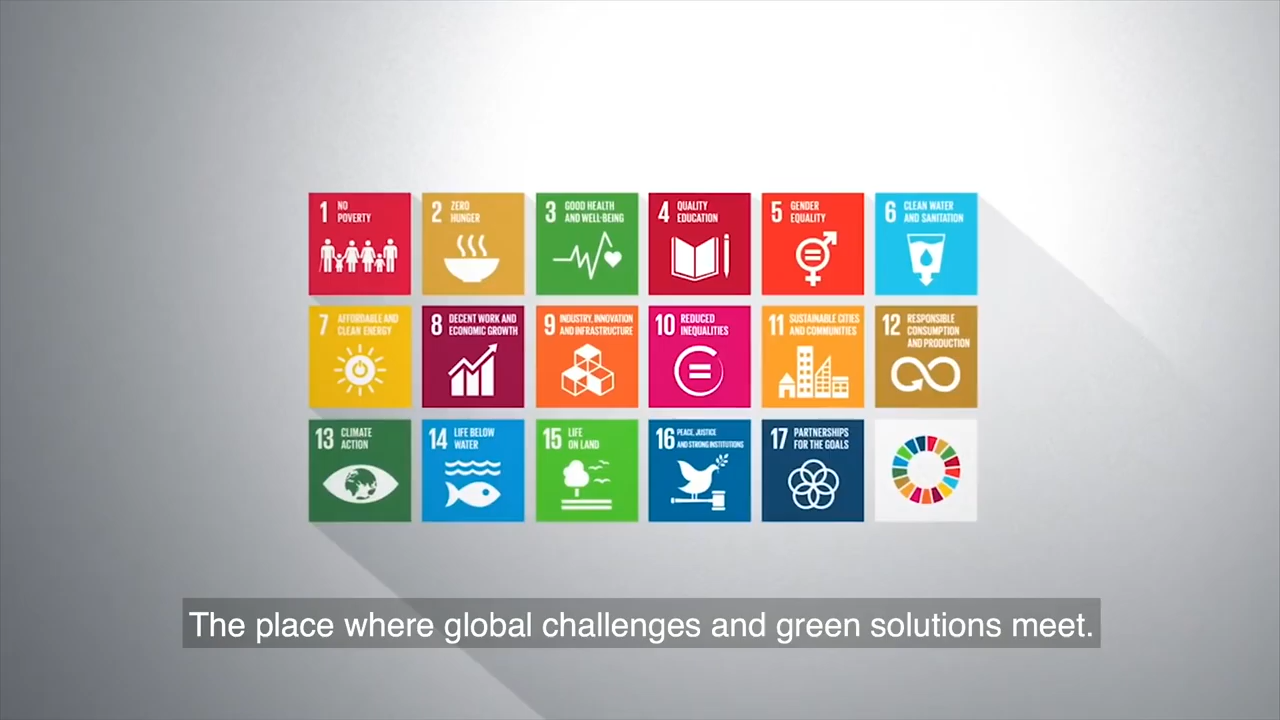 1 NO
POVERTY
2 ZERO
HUNGER
3 GOOD HEALTH
AND WELL-BEING
4 QUALITY
EDUCATION
5 GENDER
EQUALITY
6 CLEAN WATER
AND SANITATION
7 AFFORDABLE AND
CLEAN ENERGY
8 DECENT WORK AND
ECONOMIC GROWTH
9 INDUSTRY, INNOVATION
AND INFRASTRUCTURE
10 REDUCED
INEQUALITIES
11 SUSTAINABLE CITIES
AND COMMUNITIES
12 RESPONSIBLE
CONSUMPTION
AND PRODUCTION
13 CLIMATE
ACTION
14 LIFE BELOW
WATER
15 LIFE
ON LAND
16 PEACE, JUSTICE
AND STRONG INSTITUTIONS
17 PARTNERSHIPS
FOR THE GOALS
The place where global challenges and green solutions meet.